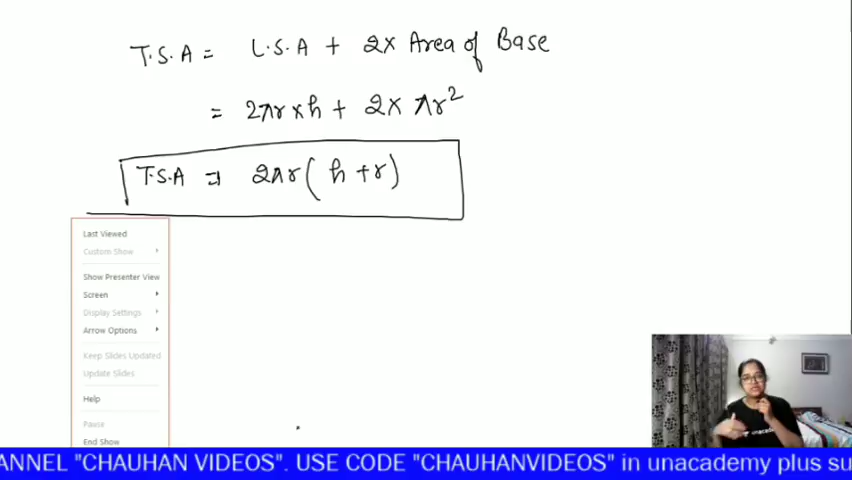 T.S.A = L.S.A + 2x Area of Base
= 2πr x h + 2 x πr²
T.S.A = 2πr ( h + r )
Last Viewed
Custom Show
Show Presenter View
Screen
Display Settings
Arrow Options
Keep Slides Updated
Update Slides
Help
Pause
End Show
ANNEL "CHAUHAN VIDEOS". USE CODE "CHAUHANVIDEOS" in unacademy plus su